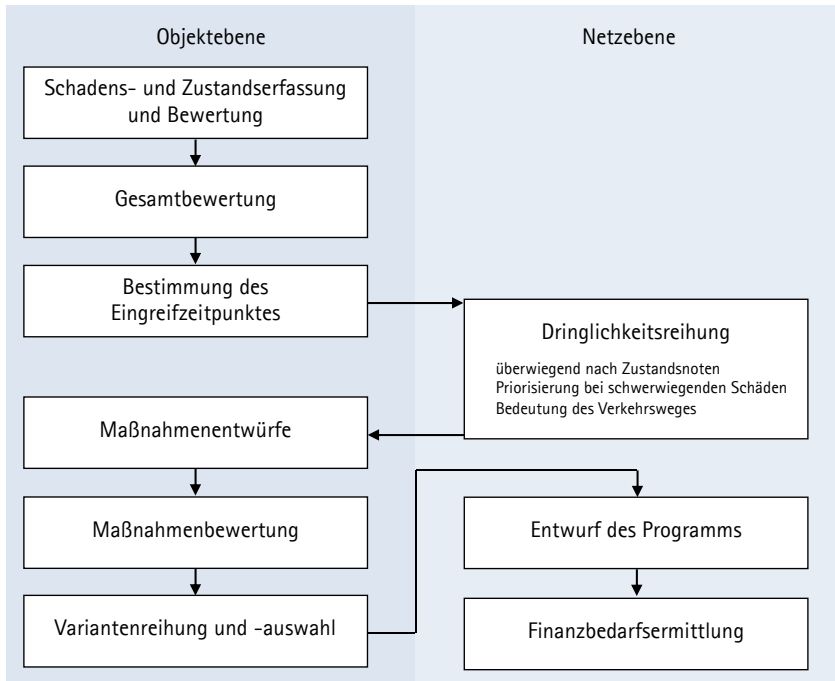 Objektebene
Netzebene
Schadens- und Zustandserfassung
und Bewertung
Gesamtbewertung
Bestimmung des
Eingreifzeitpunktes
Dringlichkeitsreihung
überwiegend nach Zustandsnoten
Priorisierung bei schwerwiegenden Schäden
Bedeutung des Verkehrsweges
Maßnahmenentwürfe
Maßnahmenbewertung
Variantenreihung und -auswahl
Entwurf des Programms
Finanzbedarfsermittlung